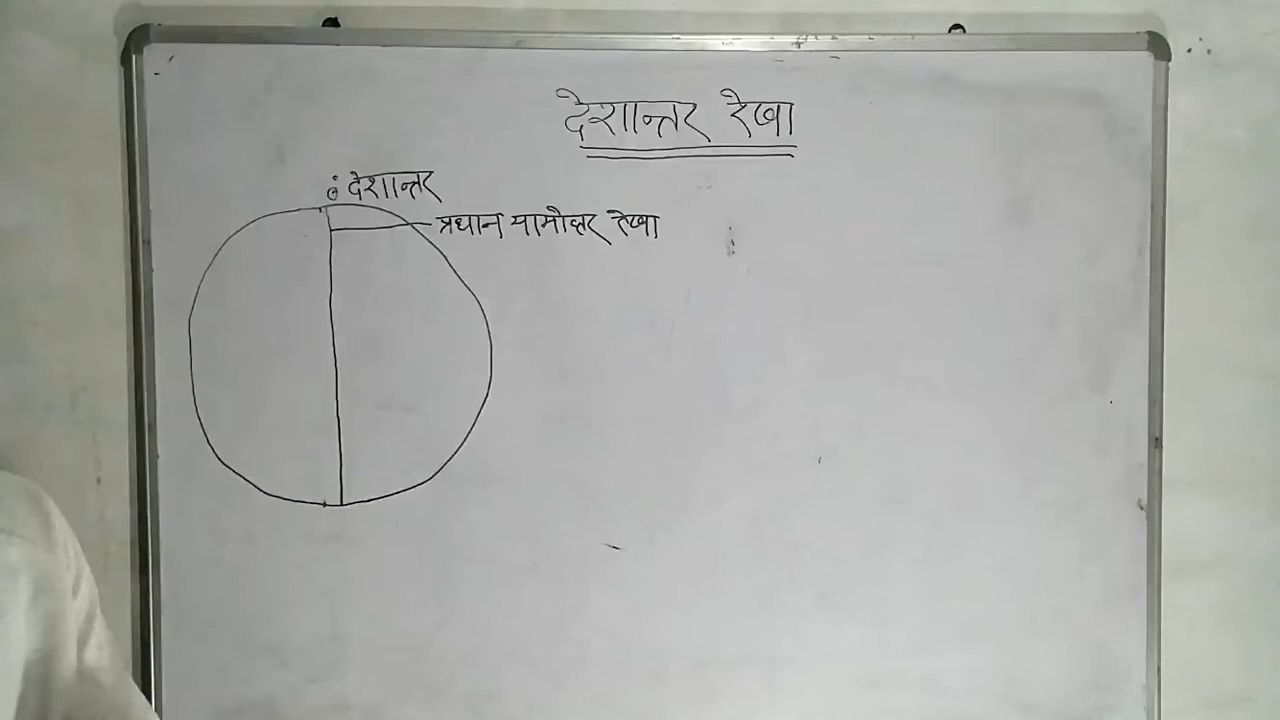 देशान्तर रेखा
0° देशान्तर
प्रधान यामोत्तर रेखा